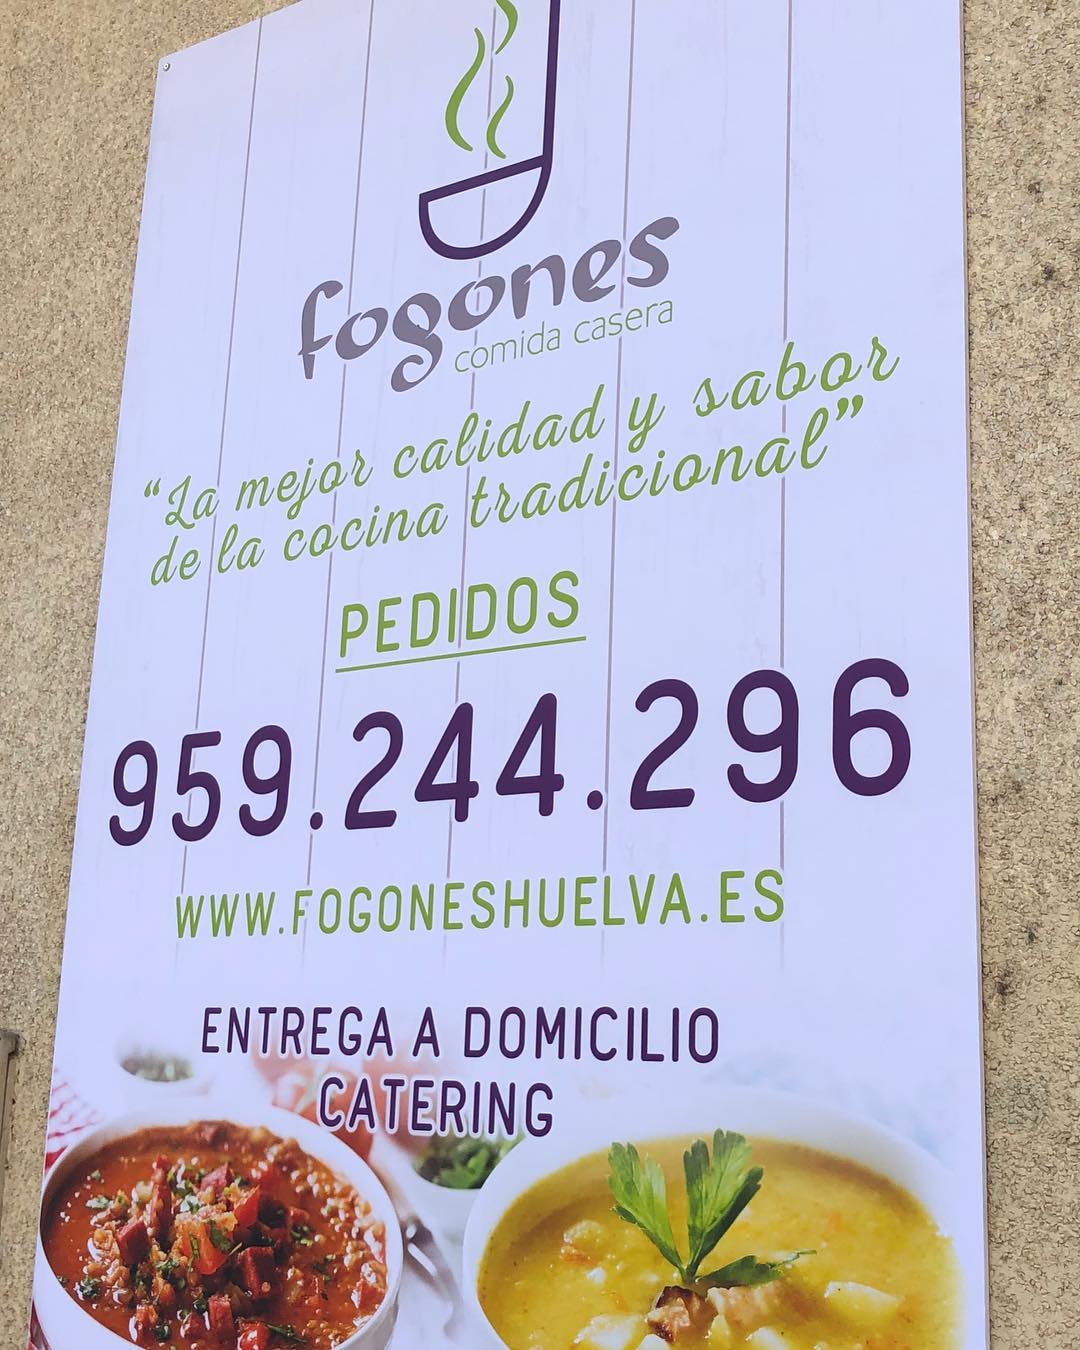 fogones
comida casera
“La mejor calidad y sabor
de la cocina tradicional”
PEDIDOS
959.244.296
WWW.FOGONESHUELVA.ES
ENTREGA A DOMICILIO
CATERING